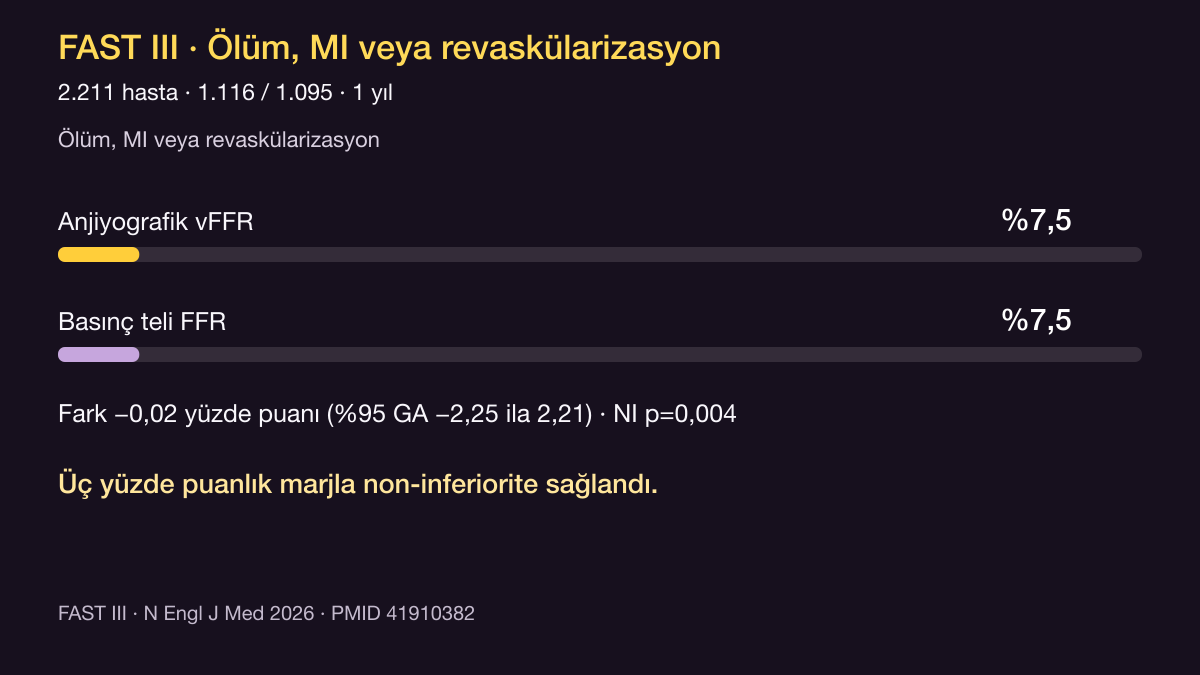 FAST III · Ölüm, MI veya revaskülarizasyon
2.211 hasta · 1.116 / 1.095 · 1 yıl
Ölüm, MI veya revaskülarizasyon
Anjiyografik vFFR %7,5
Basınç teli FFR %7,5
Fark −0,02 yüzde puanı (%95 GA −2,25 ila 2,21) · NI p=0,004
Üç yüzde puanlık marjla non-inferiorite sağlandı.
FAST III · N Engl J Med 2026 · PMID 41910382